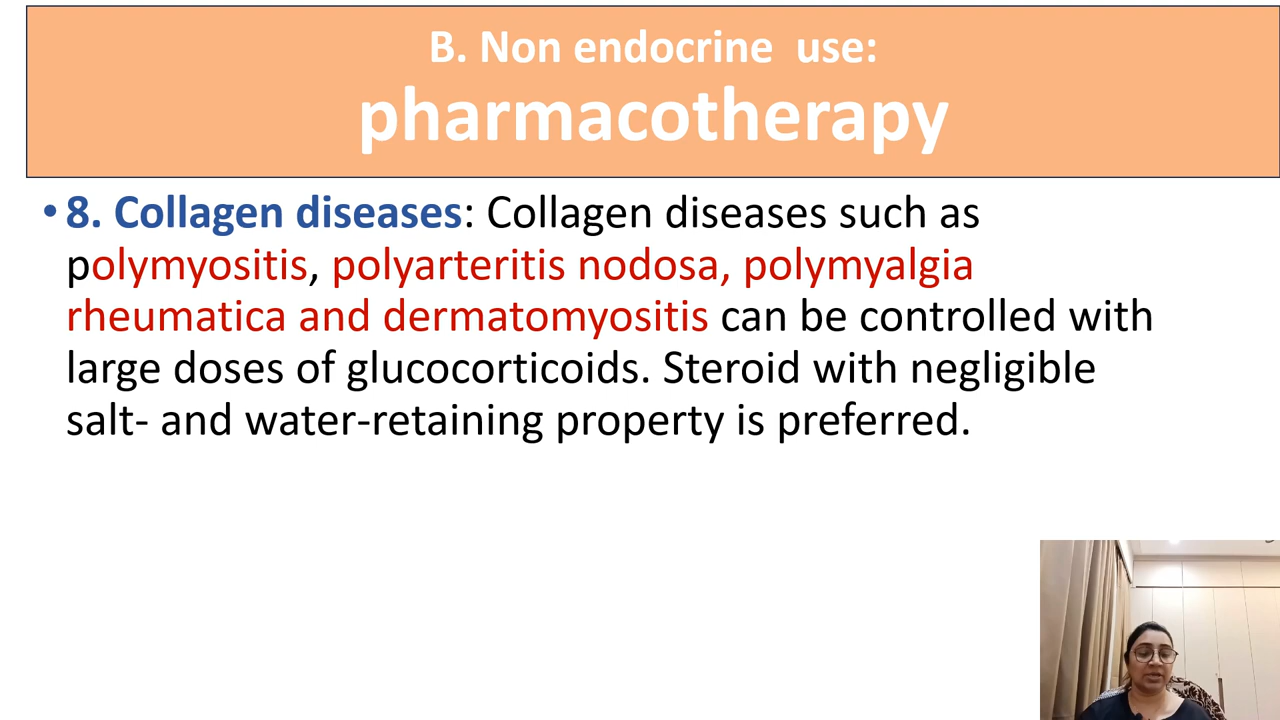 B. Non endocrine use:
pharmacotherapy
• 8. Collagen diseases: Collagen diseases such as
polymyositis, polyarteritis nodosa, polymyalgia
rheumatica and dermatomyositis can be controlled with
large doses of glucocorticoids. Steroid with negligible
salt- and water-retaining property is preferred.